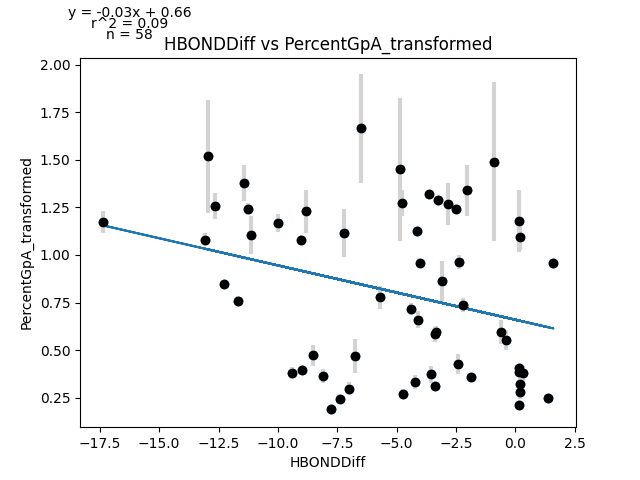 y = -0.03x + 0.66
r^2 = 0.09
n = 58
HBONDDiff vs PercentGpA_transformed
2.00
1.75
1.50
1.25
1.00
0.75
0.50
0.25
PercentGpA_transformed
−17.5 −15.0 −12.5 −10.0 −7.5 −5.0 −2.5 0.0 2.5
HBONDDiff